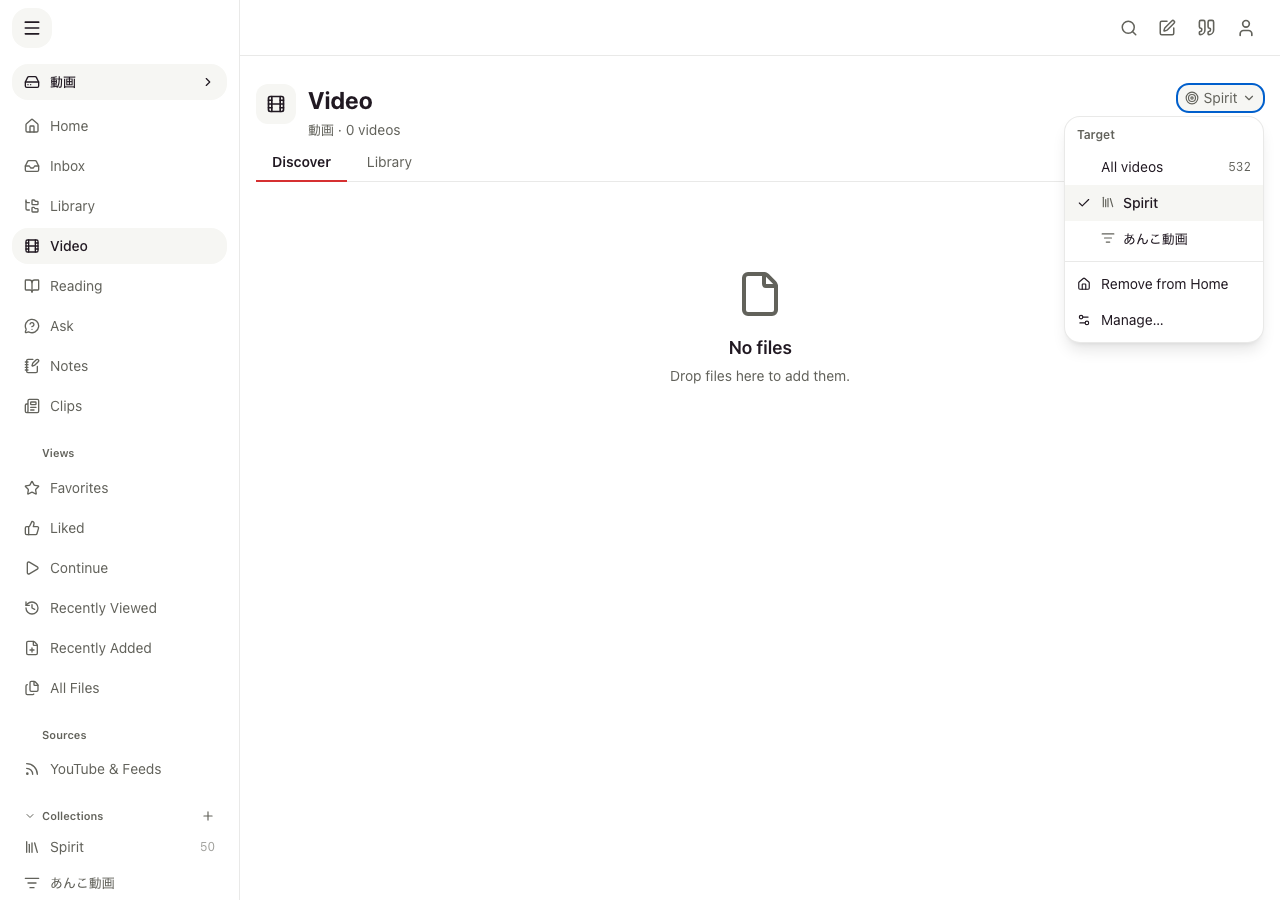 動画
Home
Inbox
Library
Video
Reading
Ask
Notes
Clips
Views
Favorites
Liked
Continue
Recently Viewed
Recently Added
All Files
Sources
YouTube & Feeds
Collections
Spirit 50
あんこ動画
Video
動画 · 0 videos
Discover Library
No files
Drop files here to add them.
Spirit
Target
All videos 532
Spirit
あんこ動画
Remove from Home
Manage...